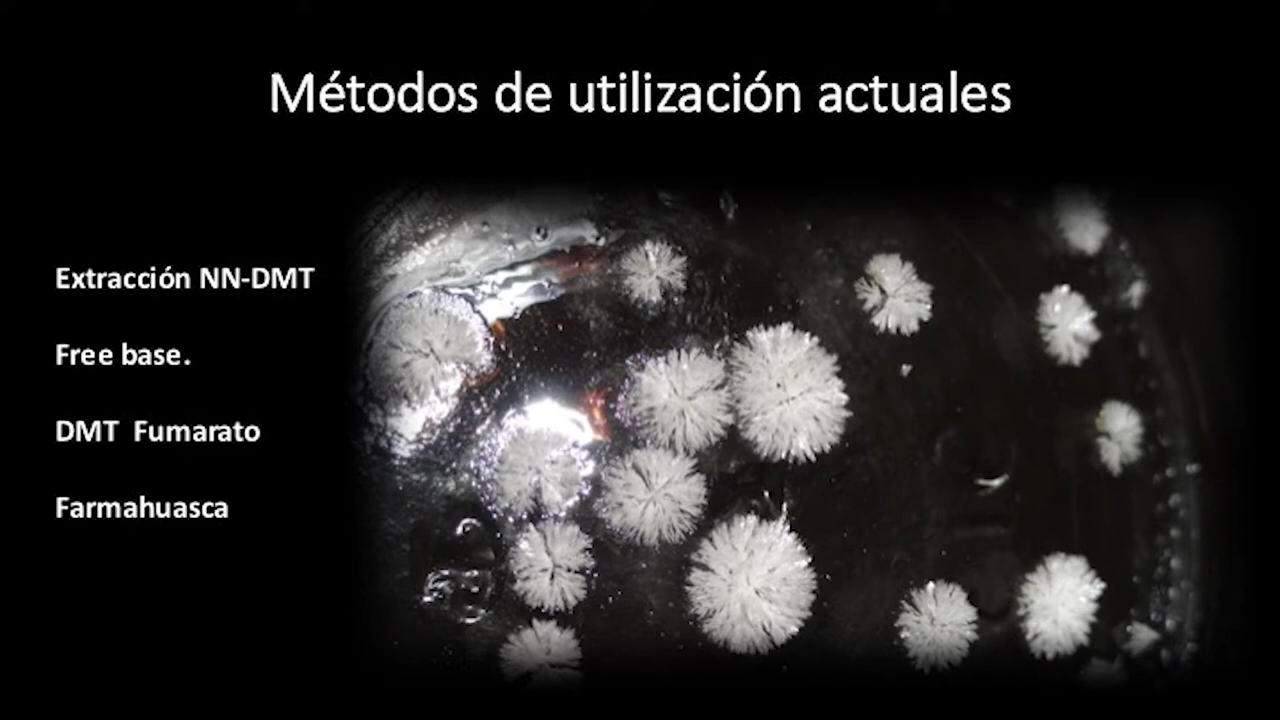 Métodos de utilización actuales
Extracción NN-DMT
Free base.
DMT Fumarato
Farmahuasca